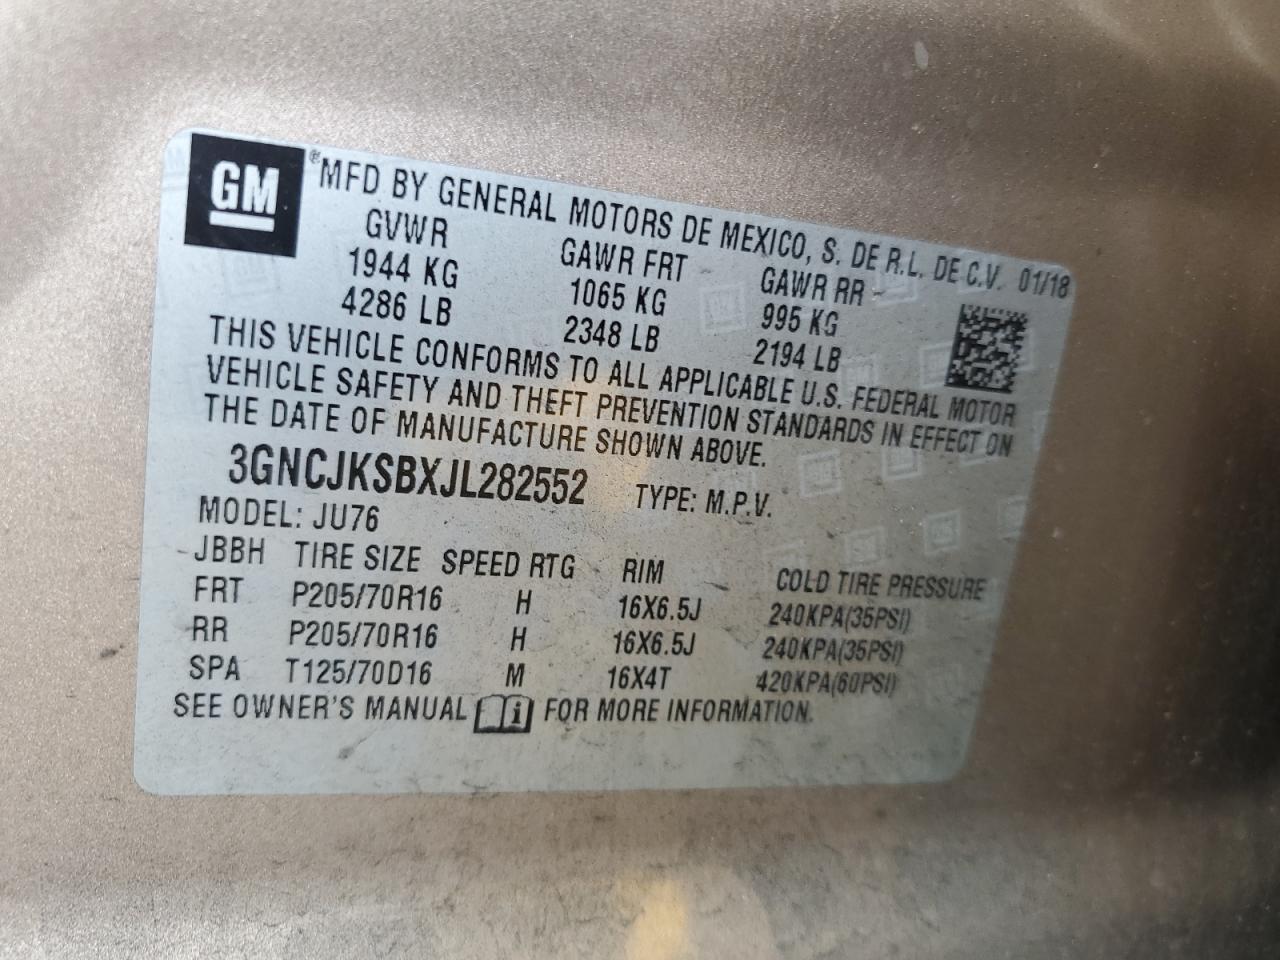 GM ® MFD BY GENERAL MOTORS DE MEXICO, S. DE R.L. DE C.V. 01/18
GVWR GAWR FRT GAWR RR
1944 KG 1065 KG 995 KG
4286 LB 2348 LB 2194 LB
THIS VEHICLE CONFORMS TO ALL APPLICABLE U.S. FEDERAL MOTOR
VEHICLE SAFETY AND THEFT PREVENTION STANDARDS IN EFFECT ON
THE DATE OF MANUFACTURE SHOWN ABOVE.
3GNCJKSBXJL282552 TYPE: M.P.V.
MODEL: JU76
JBBH TIRE SIZE SPEED RTG RIM COLD TIRE PRESSURE
FRT P205/70R16 H 16X6.5J 240KPA(35PSI)
RR P205/70R16 H 16X6.5J 240KPA(35PSI)
SPA T125/70D16 M 16X4T 420KPA(60PSI)
SEE OWNER'S MANUAL i FOR MORE INFORMATION.